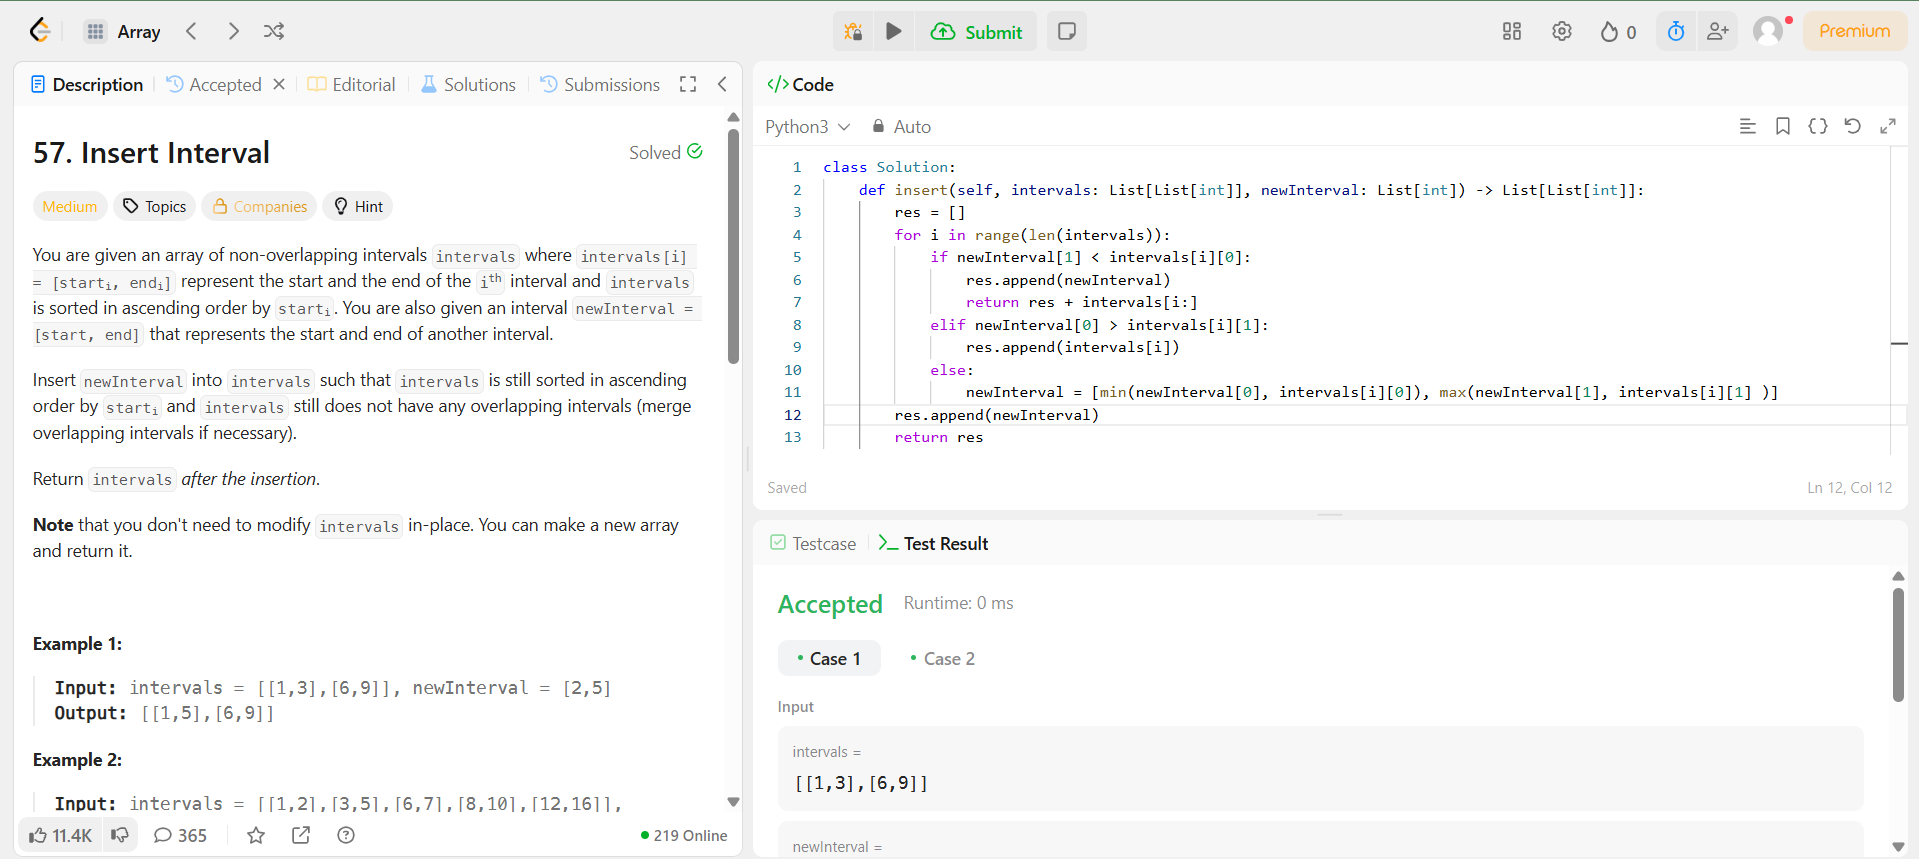 Array
Submit
0
Premium
Description
Accepted
Editorial
Solutions
Submissions
57. Insert Interval
Solved
Medium
Topics
Companies
Hint
You are given an array of non-overlapping intervals intervals where intervals[i]
= [startᵢ, endᵢ] represent the start and the end of the iᵗʰ interval and intervals
is sorted in ascending order by startᵢ. You are also given an interval newInterval =
[start, end] that represents the start and end of another interval.
Insert newInterval into intervals such that intervals is still sorted in ascending
order by startᵢ and intervals still does not have any overlapping intervals (merge
overlapping intervals if necessary).
Return intervals after the insertion.
Note that you don't need to modify intervals in-place. You can make a new array
and return it.
Example 1:
Input: intervals = [[1,3],[6,9]], newInterval = [2,5]
Output: [[1,5],[6,9]]
Example 2:
Input: intervals = [[1,2],[3,5],[6,7],[8,10],[12,16]],
11.4K
365
219 Online
</> Code
Python3
Auto
1 class Solution:
2     def insert(self, intervals: List[List[int]], newInterval: List[int]) -> List[List[int]]:
3         res = []
4         for i in range(len(intervals)):
5             if newInterval[1] < intervals[i][0]:
6                 res.append(newInterval)
7                 return res + intervals[i:]
8             elif newInterval[0] > intervals[i][1]:
9                 res.append(intervals[i])
10             else:
11                 newInterval = [min(newInterval[0], intervals[i][0]), max(newInterval[1], intervals[i][1] )]
12         res.append(newInterval)
13         return res
Saved
Ln 12, Col 12
Testcase
Test Result
Accepted
Runtime: 0 ms
Case 1
Case 2
Input
intervals =
[[1,3],[6,9]]
newInterval =